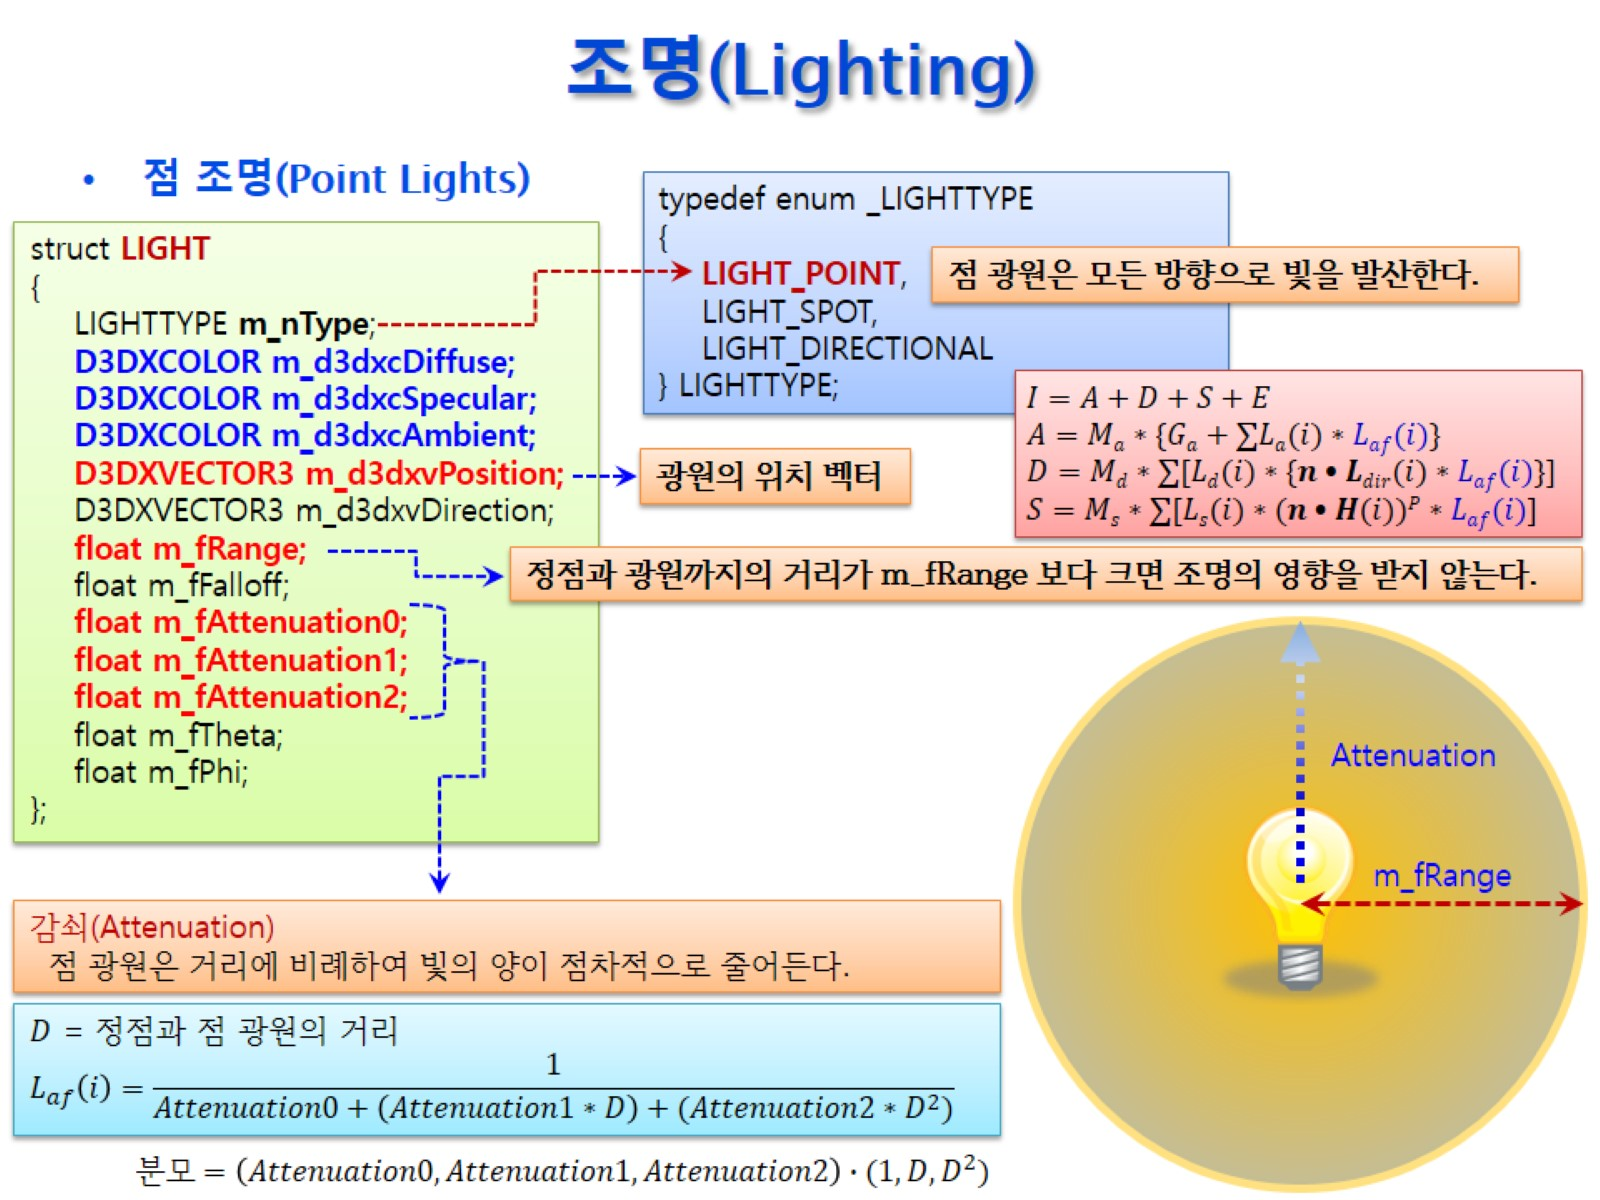 조명(Lighting)
• 점 조명(Point Lights)
struct LIGHT
{
LIGHTTYPE m_nType;
D3DXCOLOR m_d3dxcDiffuse;
D3DXCOLOR m_d3dxcSpecular;
D3DXCOLOR m_d3dxcAmbient;
D3DXVECTOR3 m_d3dxvPosition;
D3DXVECTOR3 m_d3dxvDirection;
float m_fRange;
float m_fFalloff;
float m_fAttenuation0;
float m_fAttenuation1;
float m_fAttenuation2;
float m_fTheta;
float m_fPhi;
};
typedef enum _LIGHTTYPE
{
LIGHT_POINT,
LIGHT_SPOT,
LIGHT_DIRECTIONAL
} LIGHTTYPE;
점 광원은 모든 방향으로 빛을 발산한다.
I = A + D + S + E
A = M_a * {G_a + ∑L_a(i) * L_af(i)}
D = M_d * ∑[L_d(i) * {n • L_dir(i) * L_af(i)}]
S = M_s * ∑[L_s(i) * (n • H(i))^P * L_af(i)]
광원의 위치 벡터
정점과 광원까지의 거리가 m_fRange 보다 크면 조명의 영향을 받지 않는다.
Attenuation
m_fRange
감쇠(Attenuation)
점 광원은 거리에 비례하여 빛의 양이 점차적으로 줄어든다.
D = 정점과 점 광원의 거리
L_af(i) = 1 / (Attenuation0 + (Attenuation1 * D) + (Attenuation2 * D²))
분모 = (Attenuation0, Attenuation1, Attenuation2) · (1, D, D²)